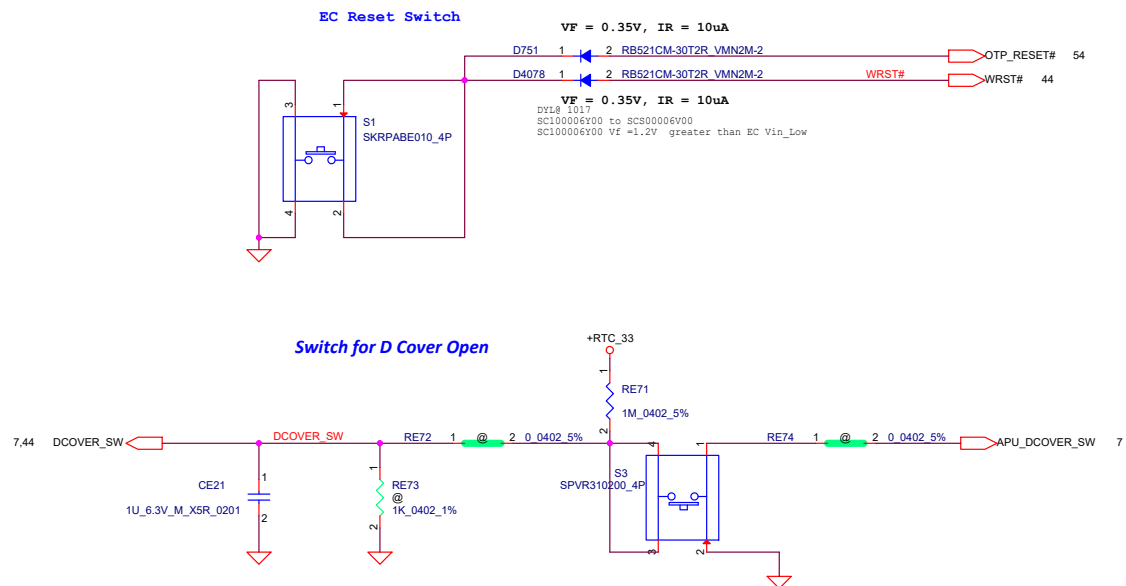 EC Reset Switch
VF = 0.35V, IR = 10uA
D751 1 2 RB521CM-30T2R_VMN2M-2 OTP_RESET# 54
D4078 1 2 RB521CM-30T2R_VMN2M-2 WRST# WRST# 44
VF = 0.35V, IR = 10uA
DYL@ 1017
SC100006Y00 to SCS00006V00
SC100006Y00 Vf =1.2V greater than EC Vin_Low
3 1
S1
SKRPABE010_4P
4 2
Switch for D Cover Open
+RTC_33
1
RE71
1M_0402_5%
2
7,44 DCOVER_SW DCOVER_SW RE72 1 @ 2 0_0402_5% 4 1 RE74 1 @ 2 0_0402_5% APU_DCOVER_SW 7
S3
SPVR310200_4P
1
CE21
1U_6.3V_M_X5R_0201
2
1
RE73
@
1K_0402_1%
2
3 2